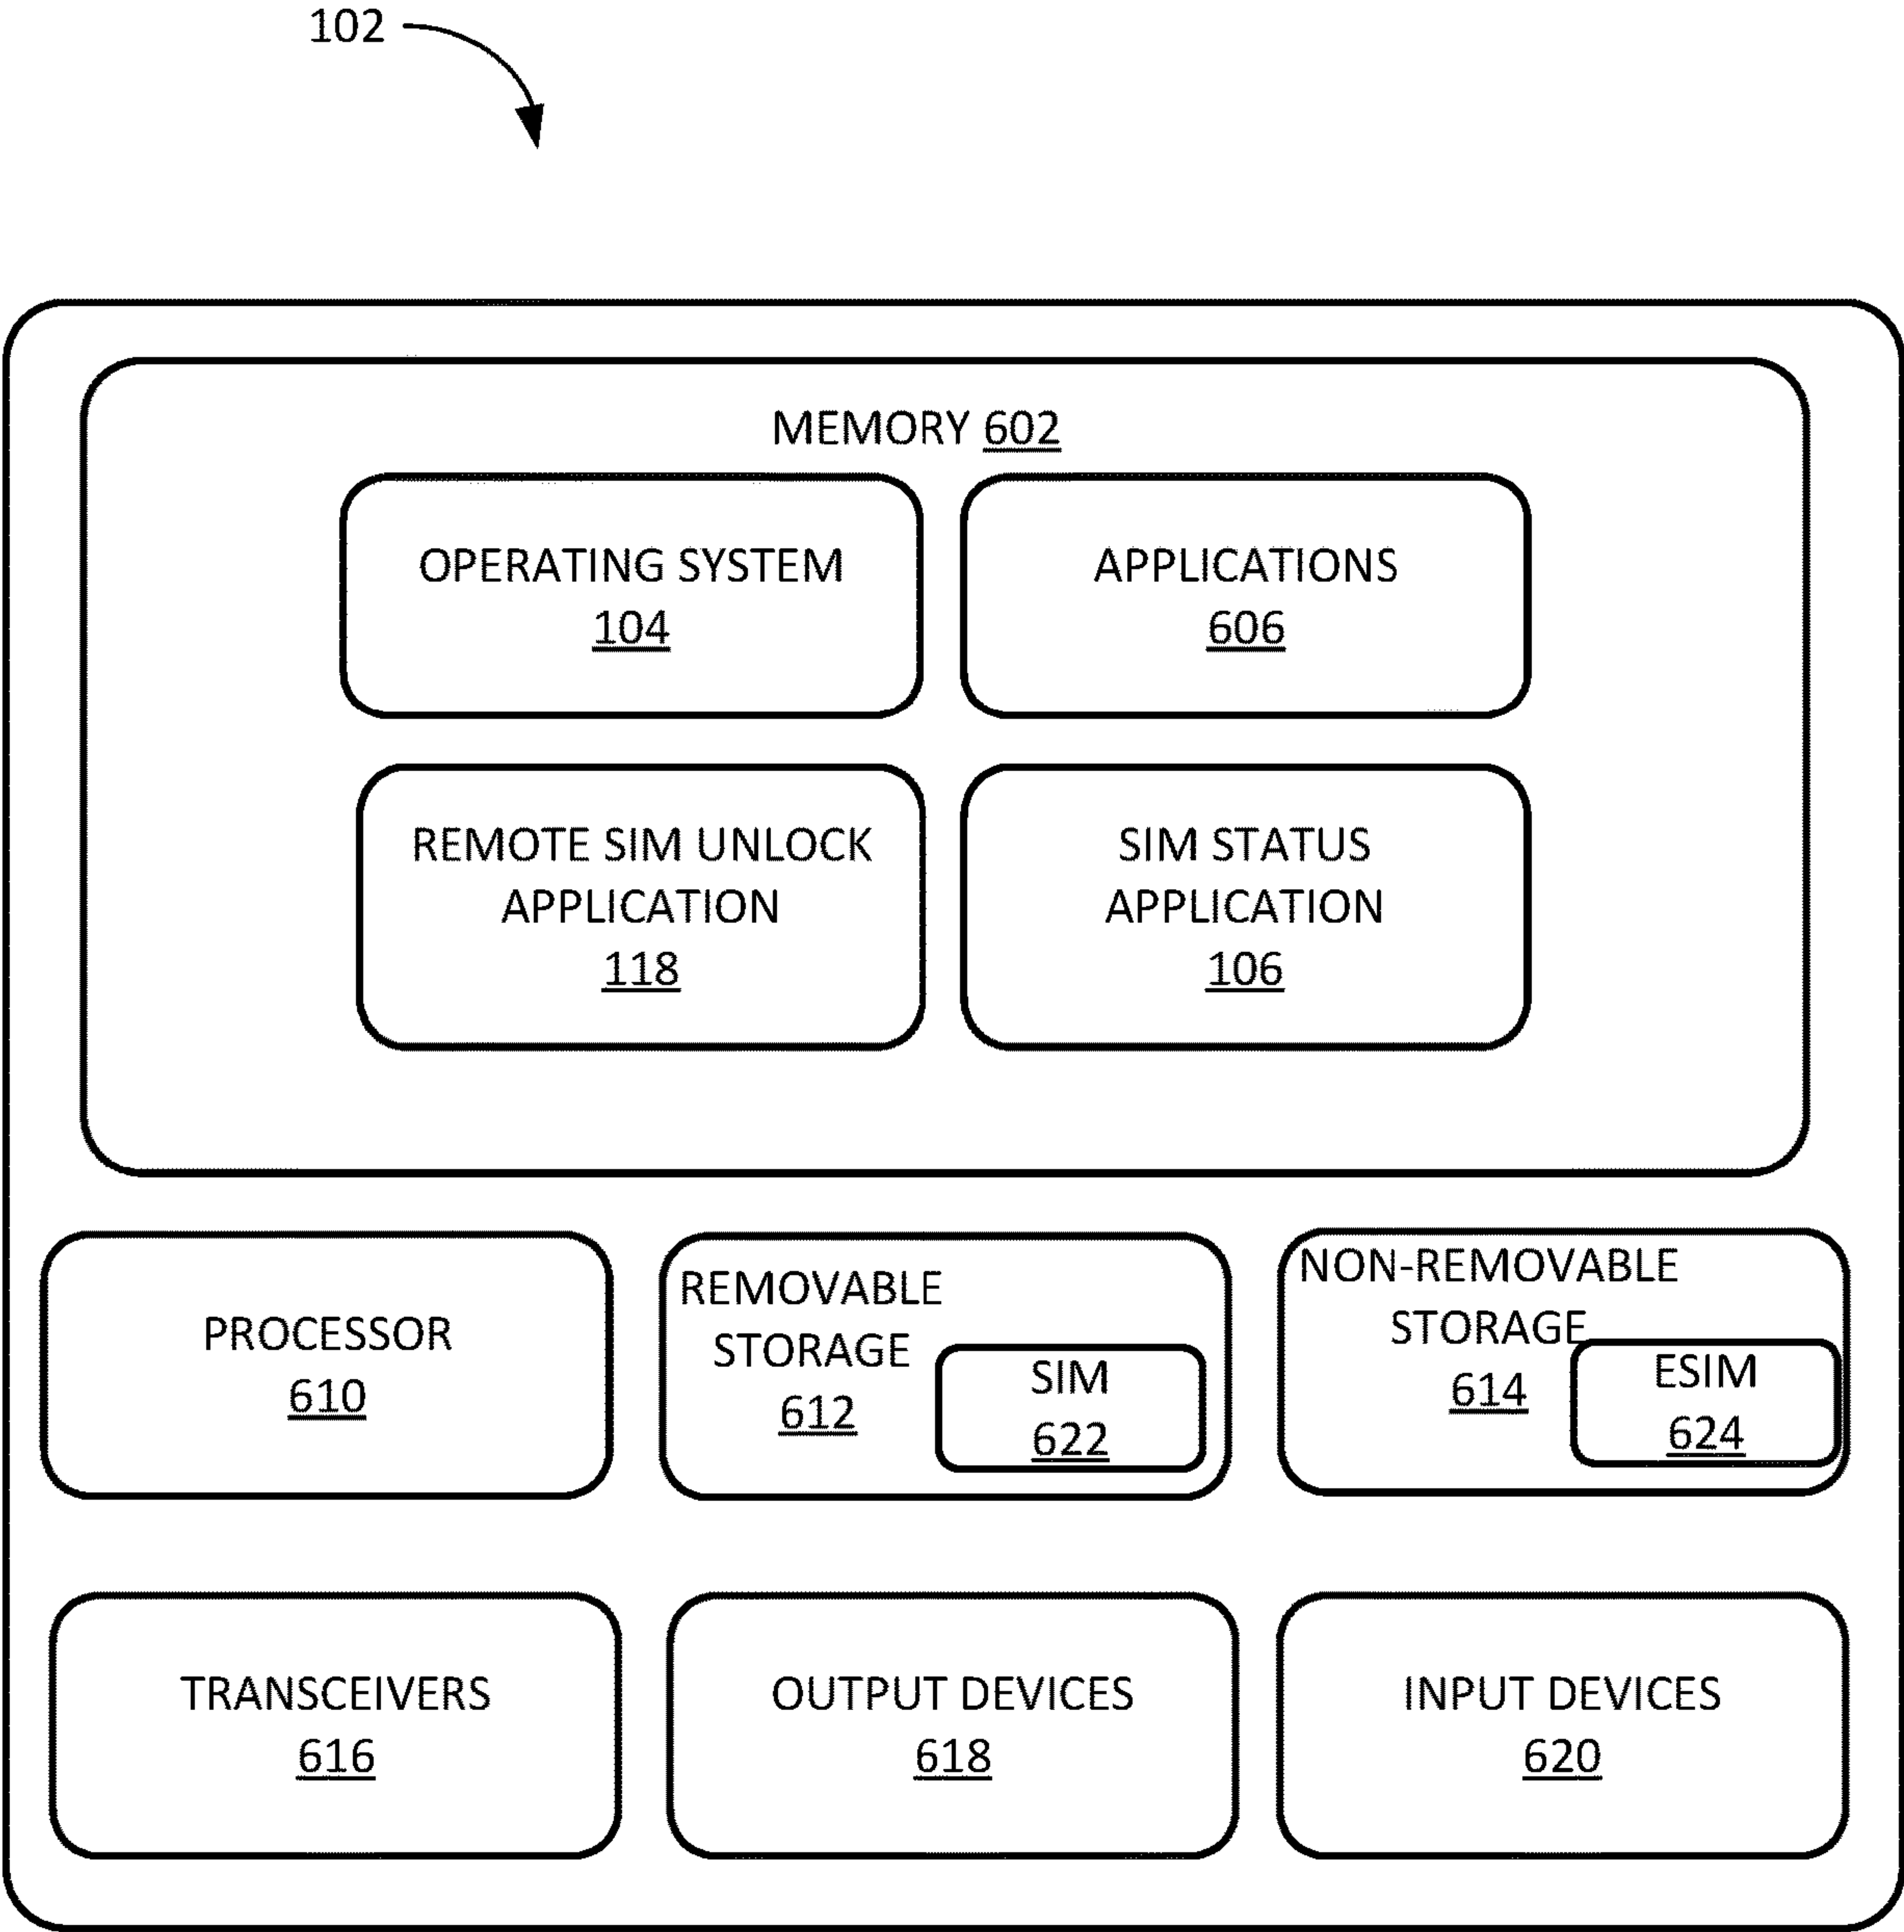 102
MEMORY 602
OPERATING SYSTEM
104
APPLICATIONS
606
REMOTE SIM UNLOCK
APPLICATION
118
SIM STATUS
APPLICATION
106
PROCESSOR
610
REMOVABLE
STORAGE
612
SIM
622
NON-REMOVABLE
STORAGE
614
ESIM
624
TRANSCEIVERS
616
OUTPUT DEVICES
618
INPUT DEVICES
620